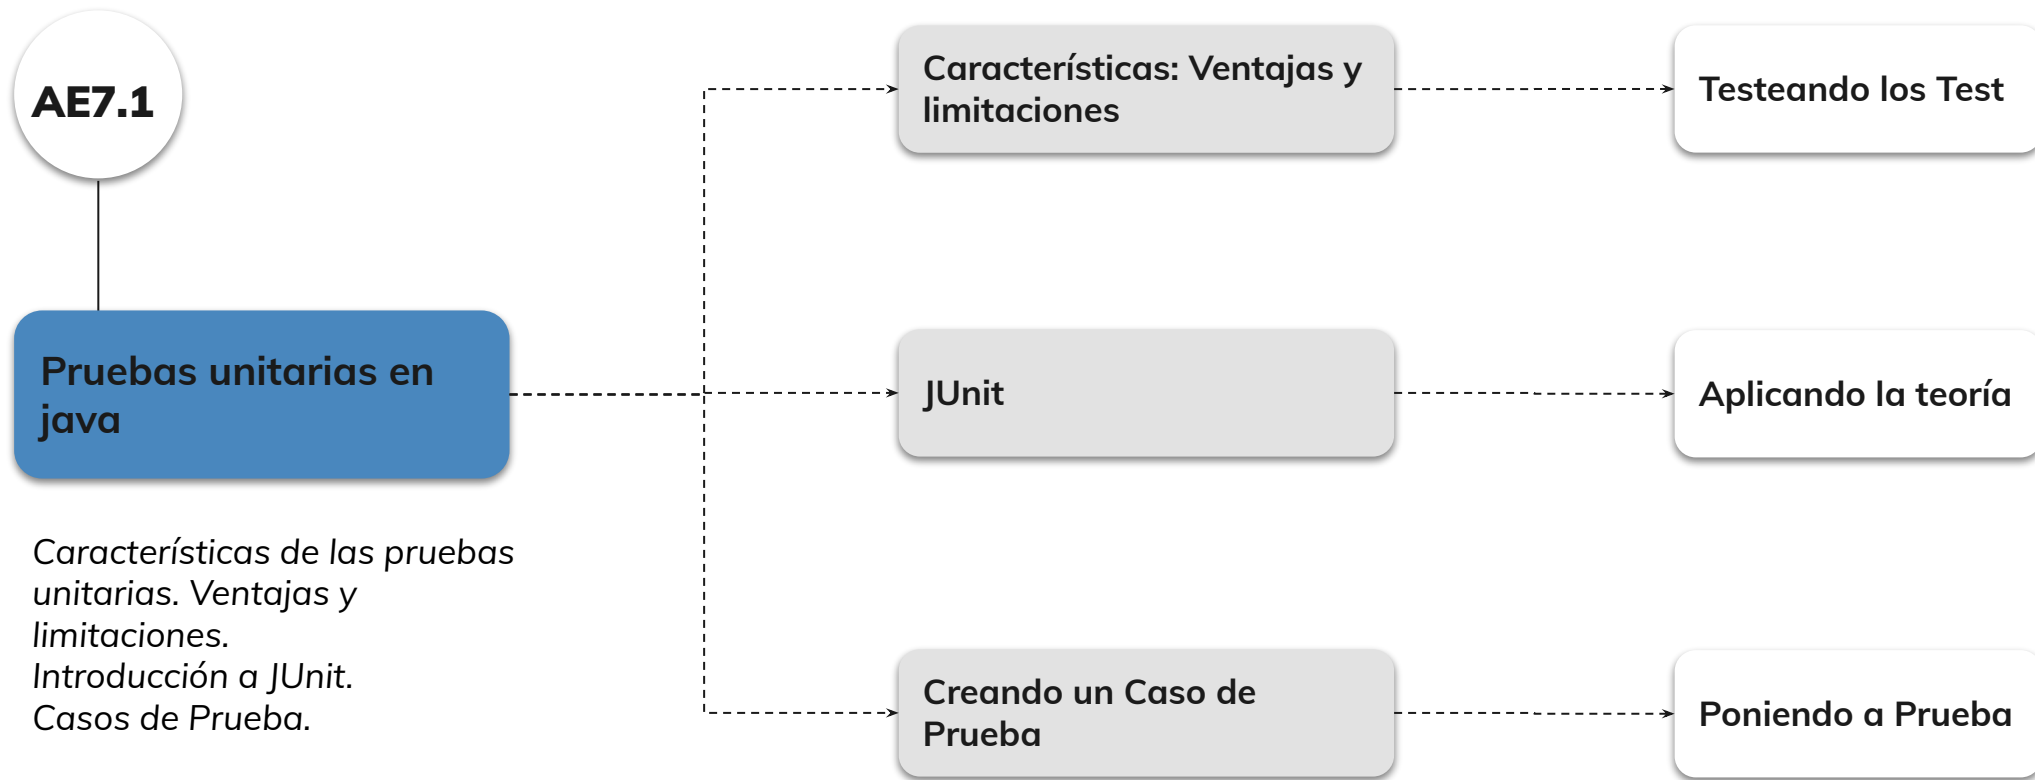 AE7.1
Pruebas unitarias en
java
Características de las pruebas
unitarias. Ventajas y
limitaciones.
Introducción a JUnit.
Casos de Prueba.
Características: Ventajas y
limitaciones
Testeando los Test
JUnit
Aplicando la teoría
Creando un Caso de
Prueba
Poniendo a Prueba